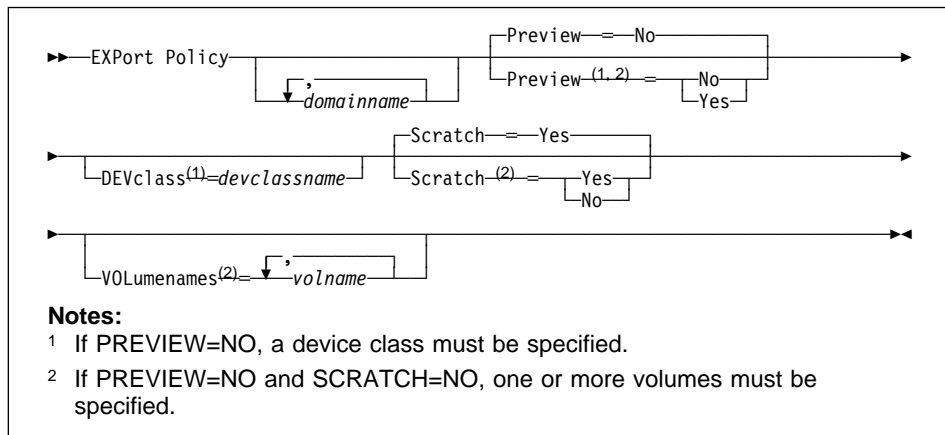 Preview = No
EXPort Policy
,
domainname
Preview (1, 2) = No
Yes
Scratch = Yes
DEVclass(1)=devclassname
Scratch (2) = Yes
No
,
VOLumenames(2)= volname
Notes:
1 If PREVIEW=NO, a device class must be specified.
2 If PREVIEW=NO and SCRATCH=NO, one or more volumes must be
specified.